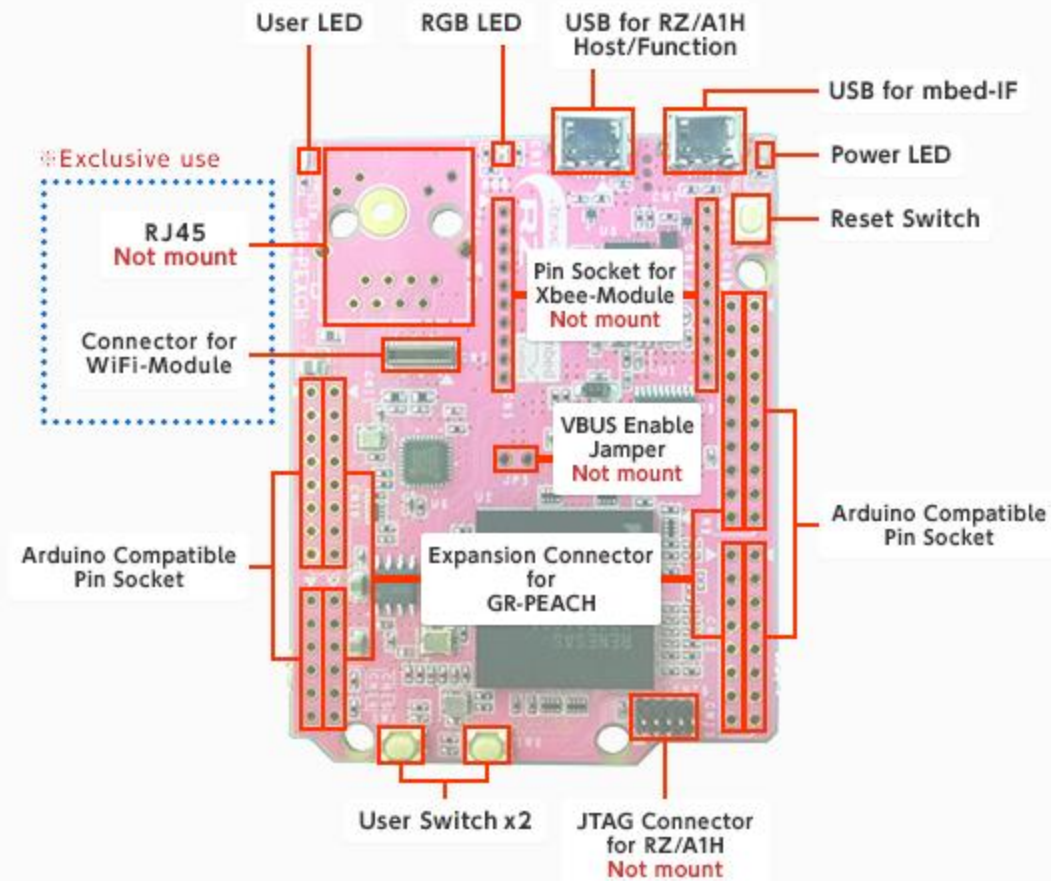 User LED
RGB LED
USB for RZ/A1H
Host/Function
USB for mbed-IF
※Exclusive use
Power LED
RJ45
Not mount
Reset Switch
Pin Socket for
Xbee-Module
Not mount
Connector for
WiFi-Module
VBUS Enable
Jamper
Not mount
JP3
Arduino Compatible
Pin Socket
Arduino Compatible
Pin Socket
Expansion Connector
for
GR-PEACH
RENESAS
User Switch x2
JTAG Connector
for RZ/A1H
Not mount